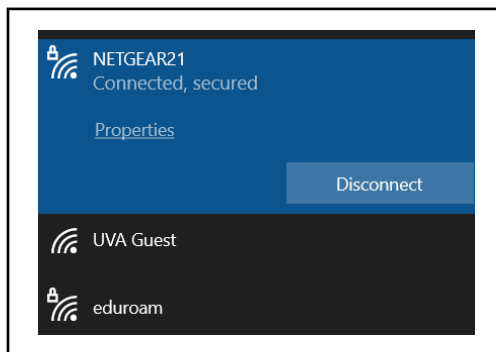 NETGEAR21
Connected, secured
Properties
Disconnect
UVA Guest
eduroam